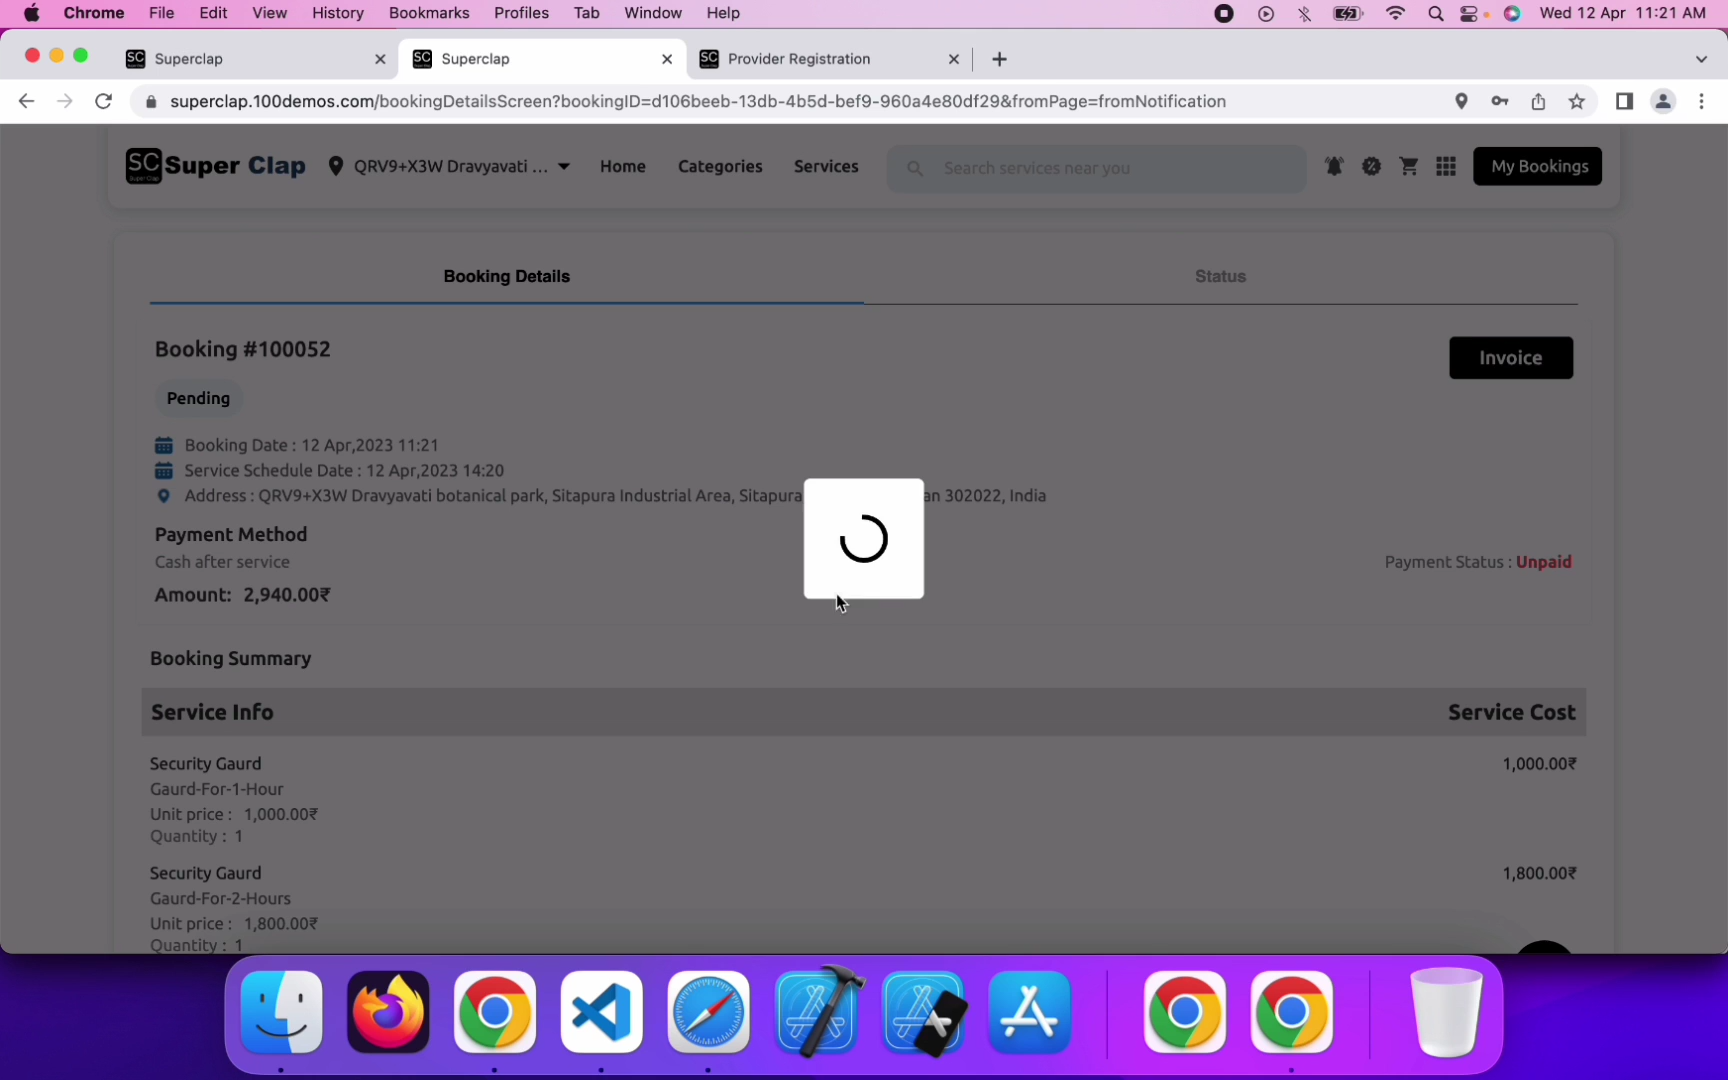 Chrome File Edit View History Bookmarks Profiles Tab Window Help Wed 12 Apr 11:21 AM
SC Superclap SC Superclap SC Provider Registration
superclap.100demos.com/bookingDetailsScreen?bookingID=d106beeb-13db-4b5d-bef9-960a4e80df29&fromPage=fromNotification
SC Super Clap QRV9+X3W Dravyavati ... Home Categories Services Search services near you My Bookings
Booking Details Status
Booking #100052 Invoice
Pending
Booking Date : 12 Apr,2023 11:21
Service Schedule Date : 12 Apr,2023 14:20
Address : QRV9+X3W Dravyavati botanical park, Sitapura Industrial Area, Sitapura an 302022, India
Payment Method
Cash after service Payment Status : Unpaid
Amount: 2,940.00₹
Booking Summary
Service Info Service Cost
Security Gaurd 1,000.00₹
Gaurd-For-1-Hour
Unit price : 1,000.00₹
Quantity : 1
Security Gaurd 1,800.00₹
Gaurd-For-2-Hours
Unit price : 1,800.00₹
Quantity : 1